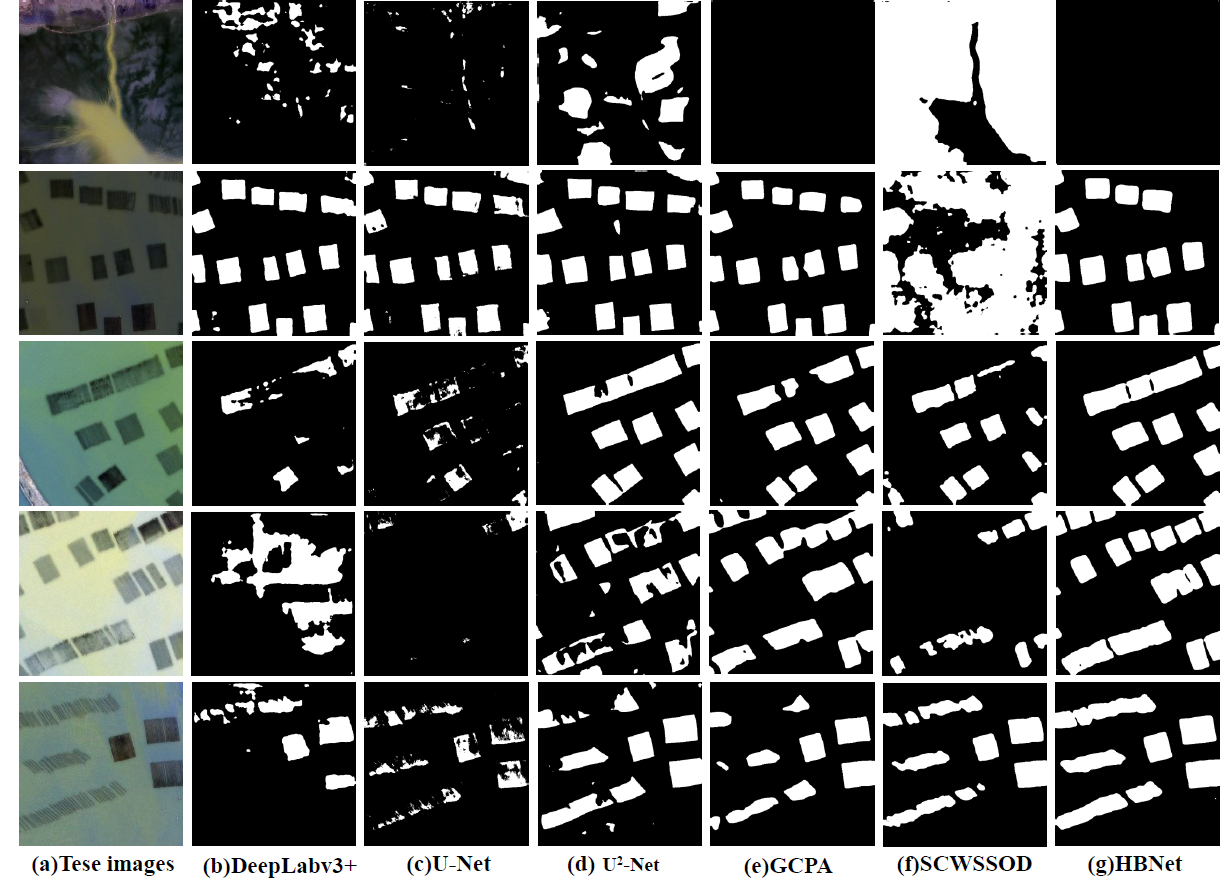 (a)Tese images (b)DeepLabv3+ (c)U-Net (d) U²-Net (e)GCPA (f)SCWSSOD (g)HBNet